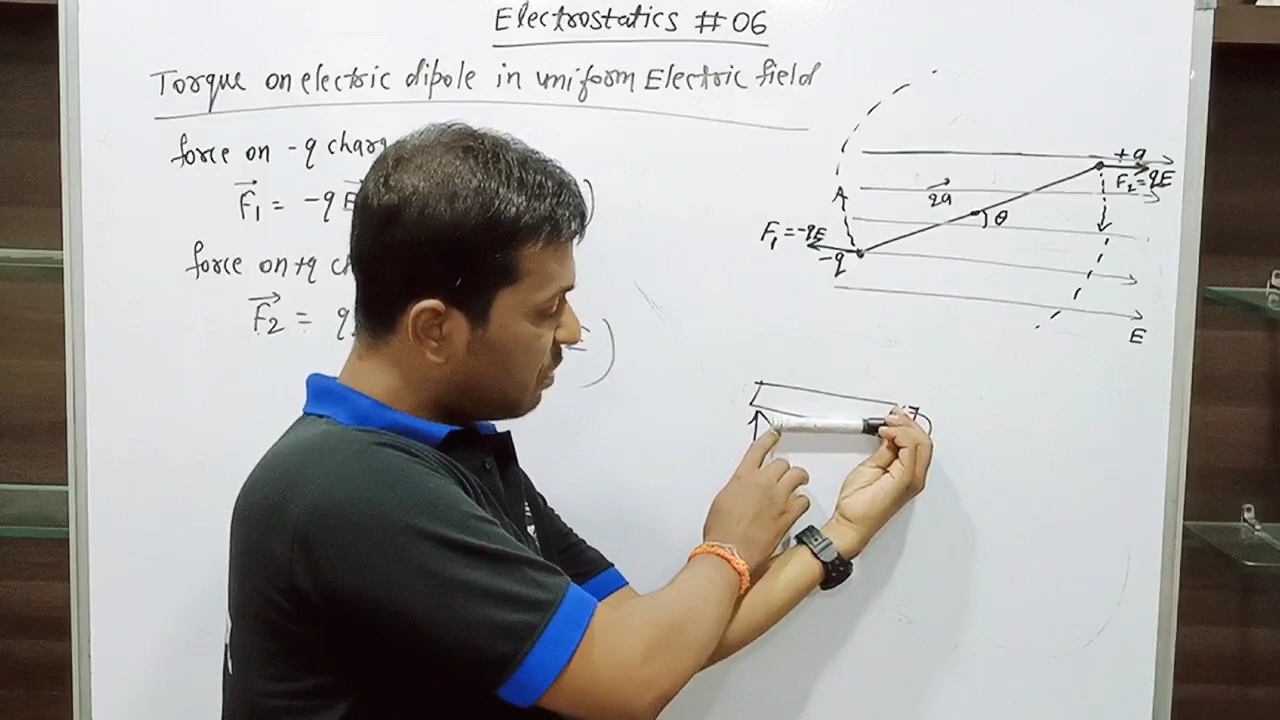 Electrostatics # 06
Torque on electric dipole in uniform Electric field
force on -q
F₁ = -q
force on +q
F₂ = q
+q
F₂ = qE
A
2a
θ
F₁ = -qE
-q
E